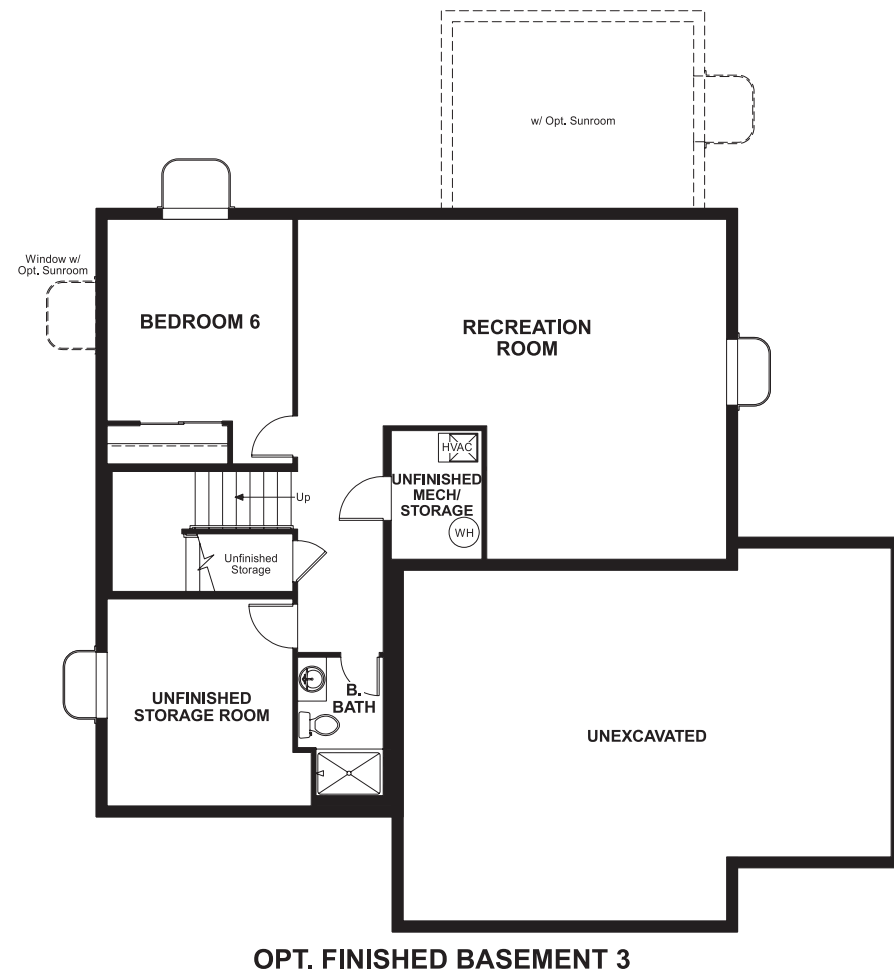 w/ Opt. Sunroom
Window w/
Opt. Sunroom
BEDROOM 6
RECREATION
ROOM
HVAC
UNFINISHED
MECH/
STORAGE
WH
Up
Unfinished
Storage
UNFINISHED
STORAGE ROOM
B.
BATH
UNEXCAVATED
OPT. FINISHED BASEMENT 3